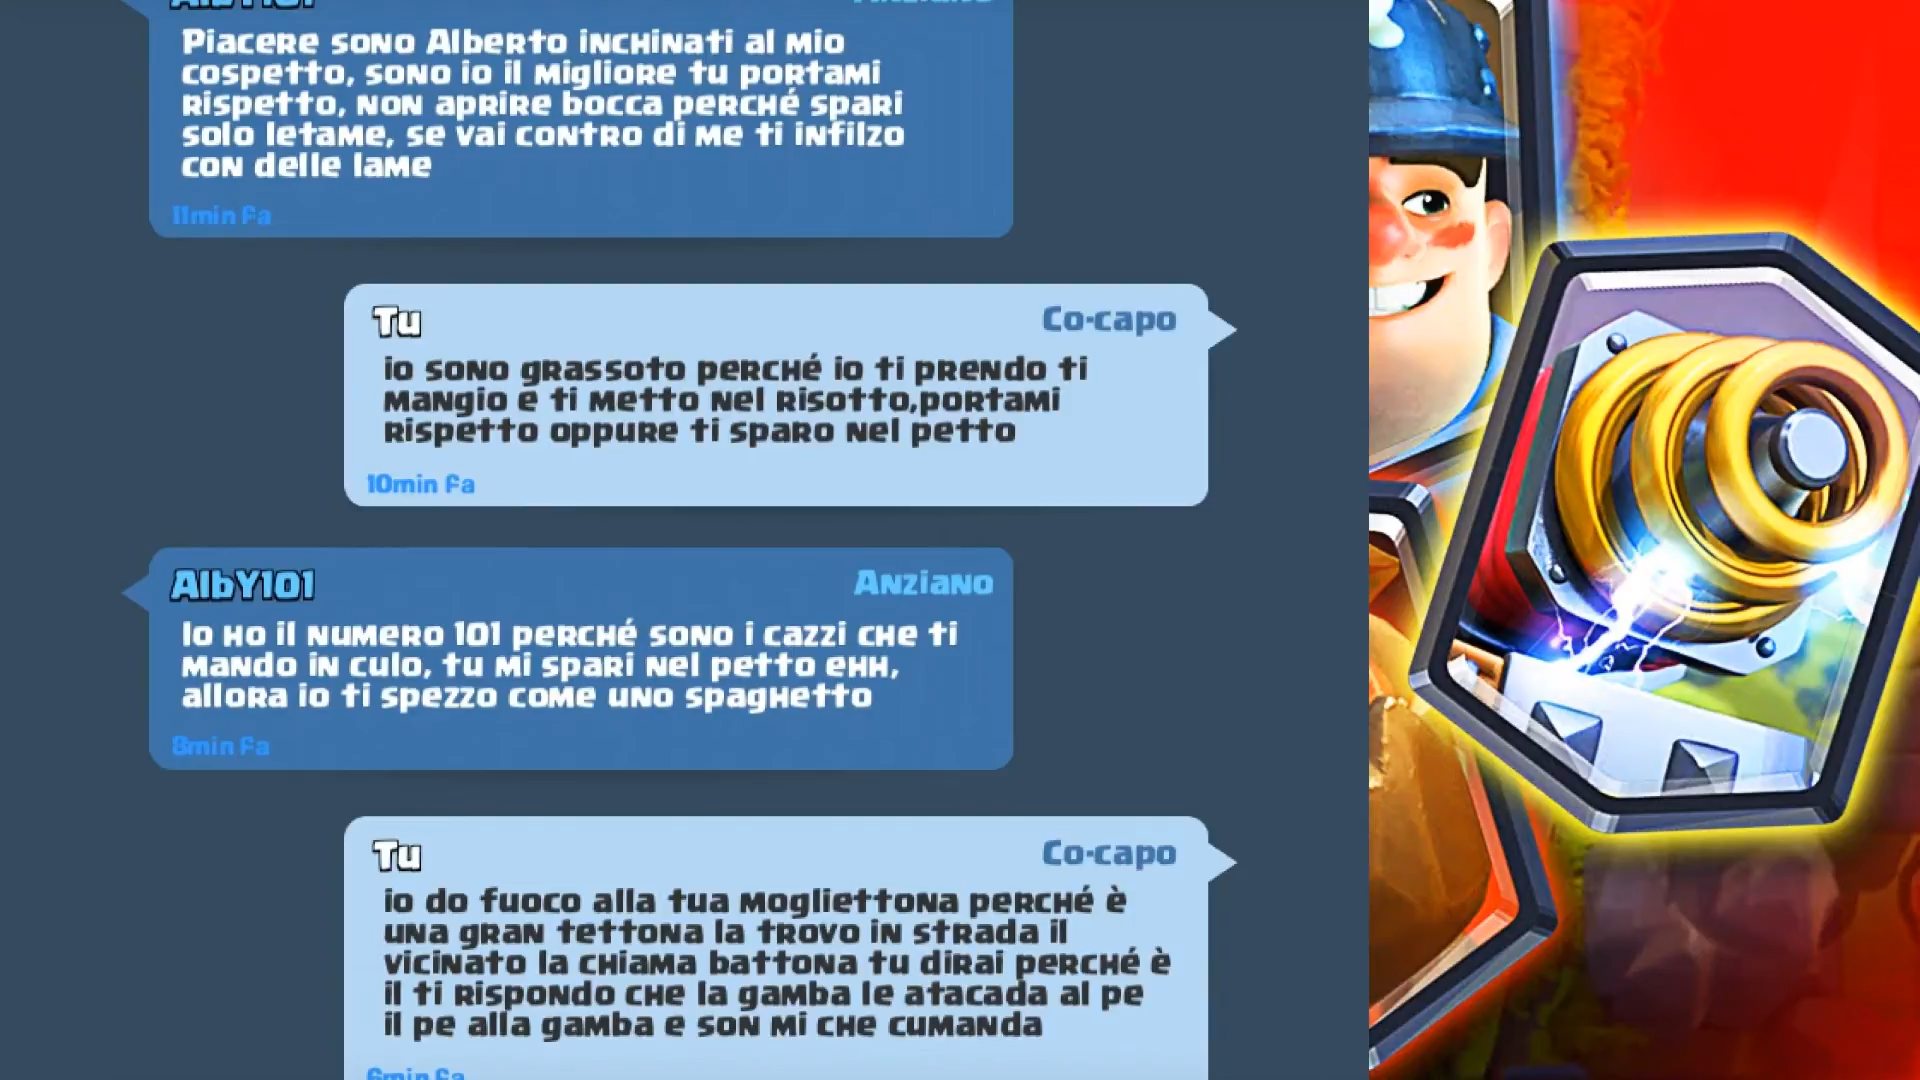 AlbY101 Anziano
Piacere sono Alberto inchinati al mio
cospetto, sono io il migliore tu portami
rispetto, non aprire bocca perché spari
solo letame, se vai contro di me ti infilzo
con delle lame
11min fa
Tu Co-capo
io sono grassoto perché io ti prendo ti
mangio e ti metto nel risotto,portami
rispetto oppure ti sparo nel petto
10min fa
AlbY101 Anziano
Io ho il numero 101 perché sono i cazzi che ti
mando in culo, tu mi spari nel petto ehh,
allora io ti spezzo come uno spaghetto
8min fa
Tu Co-capo
io do fuoco alla tua mogliettona perché è
una gran tettona la trovo in strada il
vicinato la chiama battona tu dirai perché è
il ti rispondo che la gamba le atacada al pe
il pe alla gamba e son mi che cumanda
6min fa